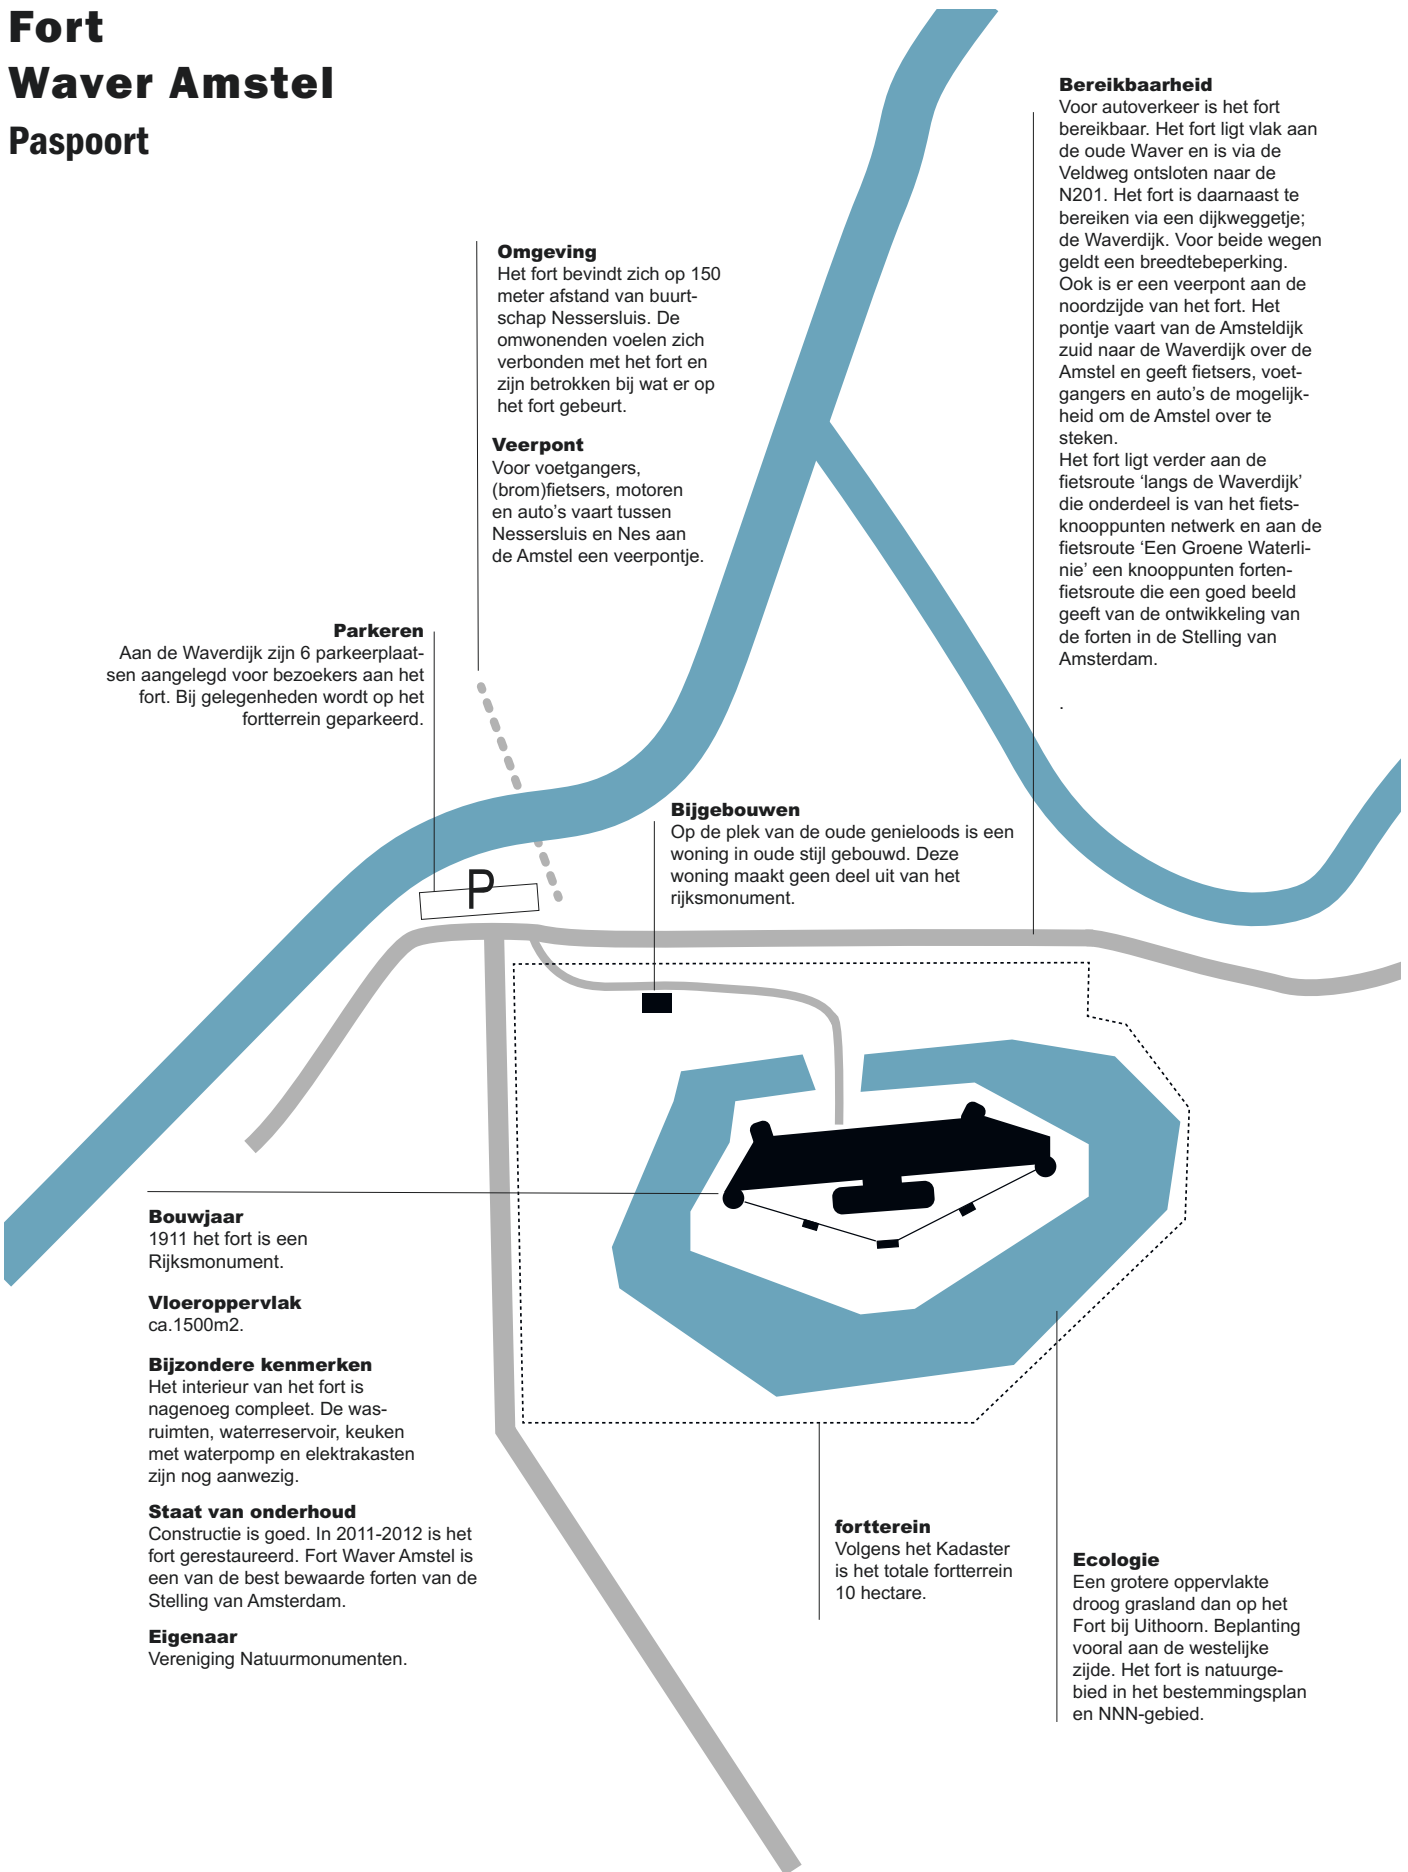 Fort
Waver Amstel
Paspoort
Bereikbaarheid
Voor autoverkeer is het fort
bereikbaar. Het fort ligt vlak aan
de oude Waver en is via de
Veldweg ontsloten naar de
N201. Het fort is daarnaast te
bereiken via een dijkweggetje;
de Waverdijk. Voor beide wegen
geldt een breedtebeperking.
Ook is er een veerpont aan de
noordzijde van het fort. Het
pontje vaart van de Amsteldijk
zuid naar de Waverdijk over de
Amstel en geeft fietsers, voet-
gangers en auto's de mogelijk-
heid om de Amstel over te
steken.
Het fort ligt verder aan de
fietsroute ‘langs de Waverdijk’
die onderdeel is van het fiets-
knooppunten netwerk en aan de
fietsroute ‘Een Groene Waterli-
nie’ een knooppunten forten-
fietsroute die een goed beeld
geeft van de ontwikkeling van
de forten in de Stelling van
Amsterdam.
.
Omgeving
Het fort bevindt zich op 150
meter afstand van buurt-
schap Nessersluis. De
omwonenden voelen zich
verbonden met het fort en
zijn betrokken bij wat er op
het fort gebeurt.
Veerpont
Voor voetgangers,
(brom)fietsers, motoren
en auto's vaart tussen
Nessersluis en Nes aan
de Amstel een veerpontje.
Parkeren
Aan de Waverdijk zijn 6 parkeerplaat-
sen aangelegd voor bezoekers aan het
fort. Bij gelegenheden wordt op het
fortterrein geparkeerd.
Bijgebouwen
Op de plek van de oude genieloods is een
woning in oude stijl gebouwd. Deze
woning maakt geen deel uit van het
rijksmonument.
P
Bouwjaar
1911 het fort is een
Rijksmonument.
Vloeroppervlak
ca.1500m2.
Bijzondere kenmerken
Het interieur van het fort is
nagenoeg compleet. De was-
ruimten, waterreservoir, keuken
met waterpomp en elektrakasten
zijn nog aanwezig.
Staat van onderhoud
Constructie is goed. In 2011-2012 is het
fort gerestaureerd. Fort Waver Amstel is
een van de best bewaarde forten van de
Stelling van Amsterdam.
Eigenaar
Vereniging Natuurmonumenten.
fortterein
Volgens het Kadaster
is het totale fortterrein
10 hectare.
Ecologie
Een grotere oppervlakte
droog grasland dan op het
Fort bij Uithoorn. Beplanting
vooral aan de westelijke
zijde. Het fort is natuurge-
bied in het bestemmingsplan
en NNN-gebied.